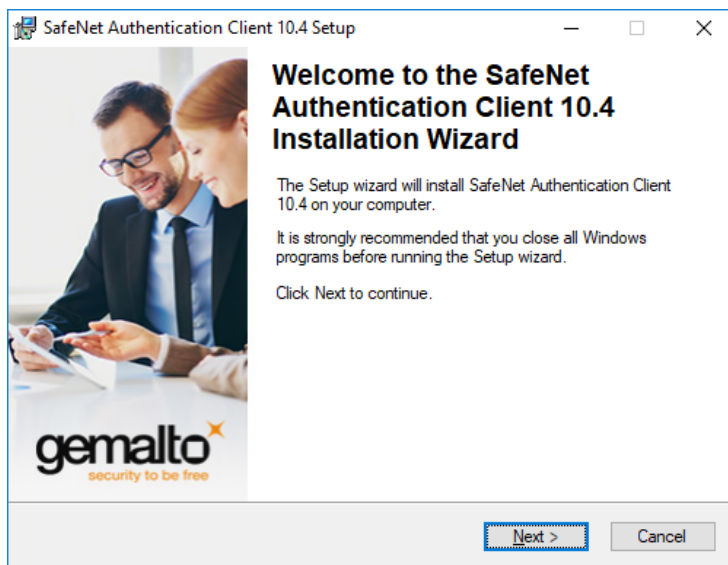 SafeNet Authentication Client 10.4 Setup
Welcome to the SafeNet
Authentication Client 10.4
Installation Wizard
The Setup wizard will install SafeNet Authentication Client
10.4 on your computer.
It is strongly recommended that you close all Windows
programs before running the Setup wizard.
Click Next to continue.
gemalto
security to be free
Next >
Cancel